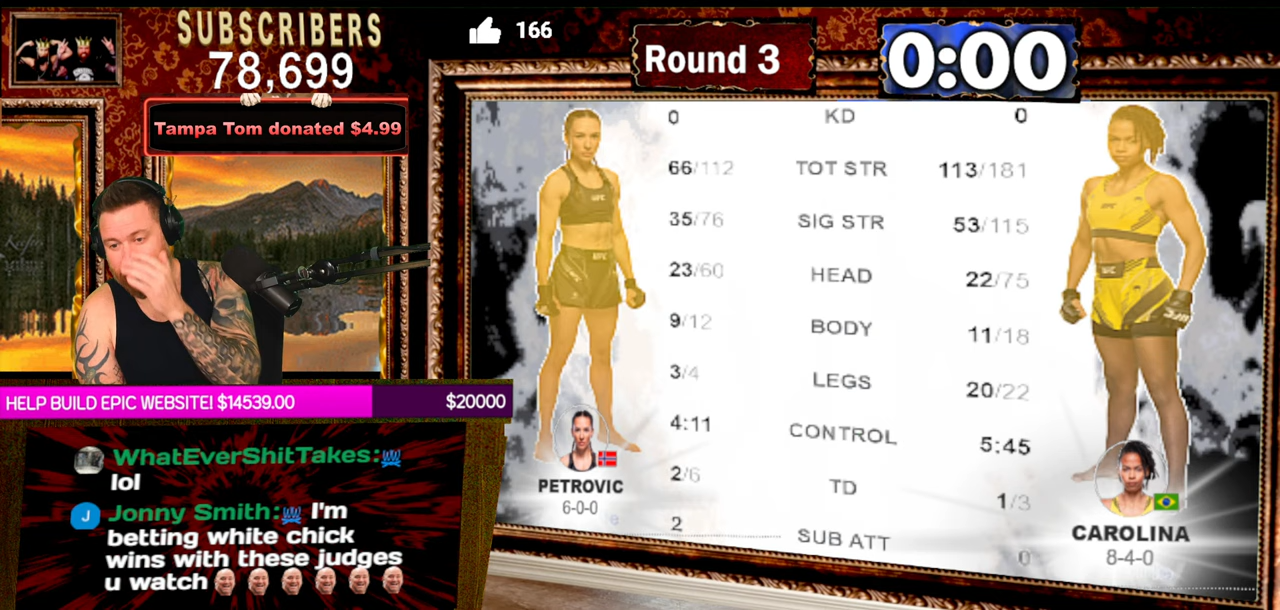 SUBSCRIBERS
78,699
166
Round 3
0:00
Tampa Tom donated $4.99
HELP BUILD EPIC WEBSITE! $14539.00 $20000
WhatEverShitTakes:
lol
J
Jonny Smith: I'm
betting white chick
wins with these judges
u watch
0 KD 0
66/112 TOT STR 113/181
35/76 SIG STR 53/115
23/60 HEAD 22/75
9/12 BODY 11/18
3/4 LEGS 20/22
4:11 CONTROL 5:45
2/6 TD 1/3
2 SUB ATT 0
PETROVIC
6-0-0
CAROLINA
8-4-0
UFC
UFC
UFC